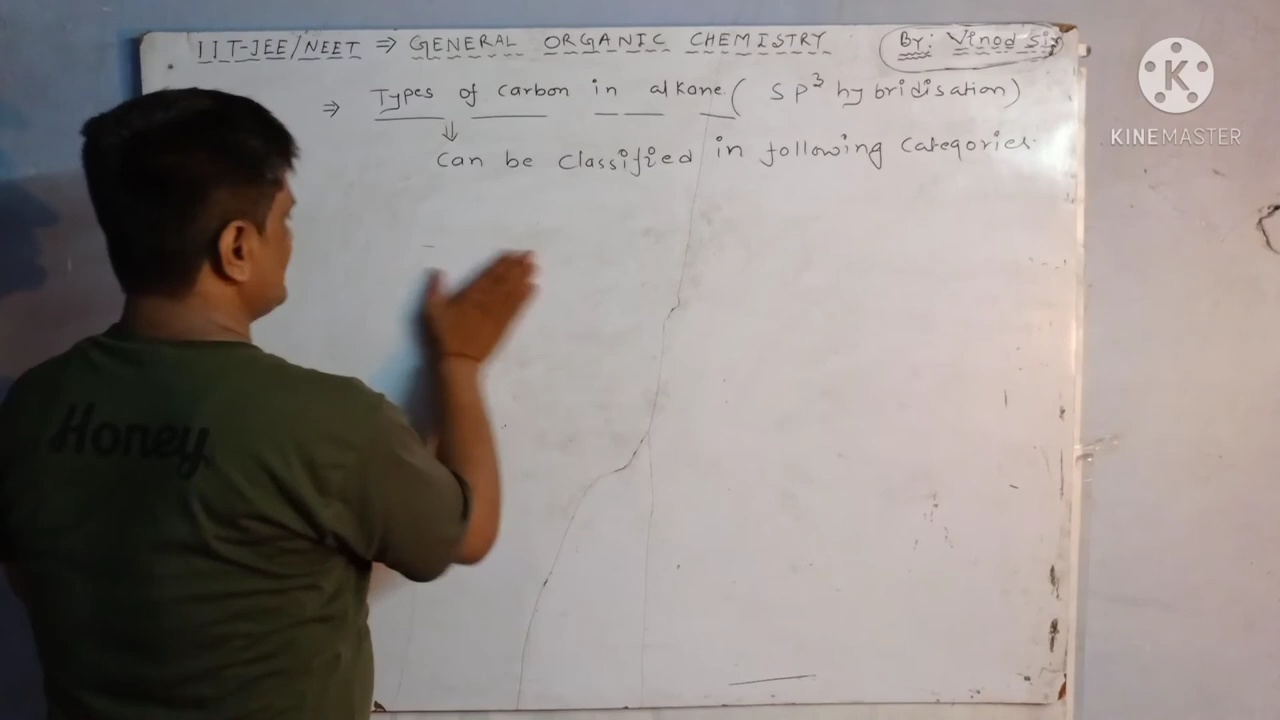 IIT-JEE/NEET ⇒ GENERAL ORGANIC CHEMISTRY By: Vinod Sir
⇒ Types of carbon in alkane ( SP³ hybridisation)
↓
can be classified in following categories.
Honey
K
KINEMASTER